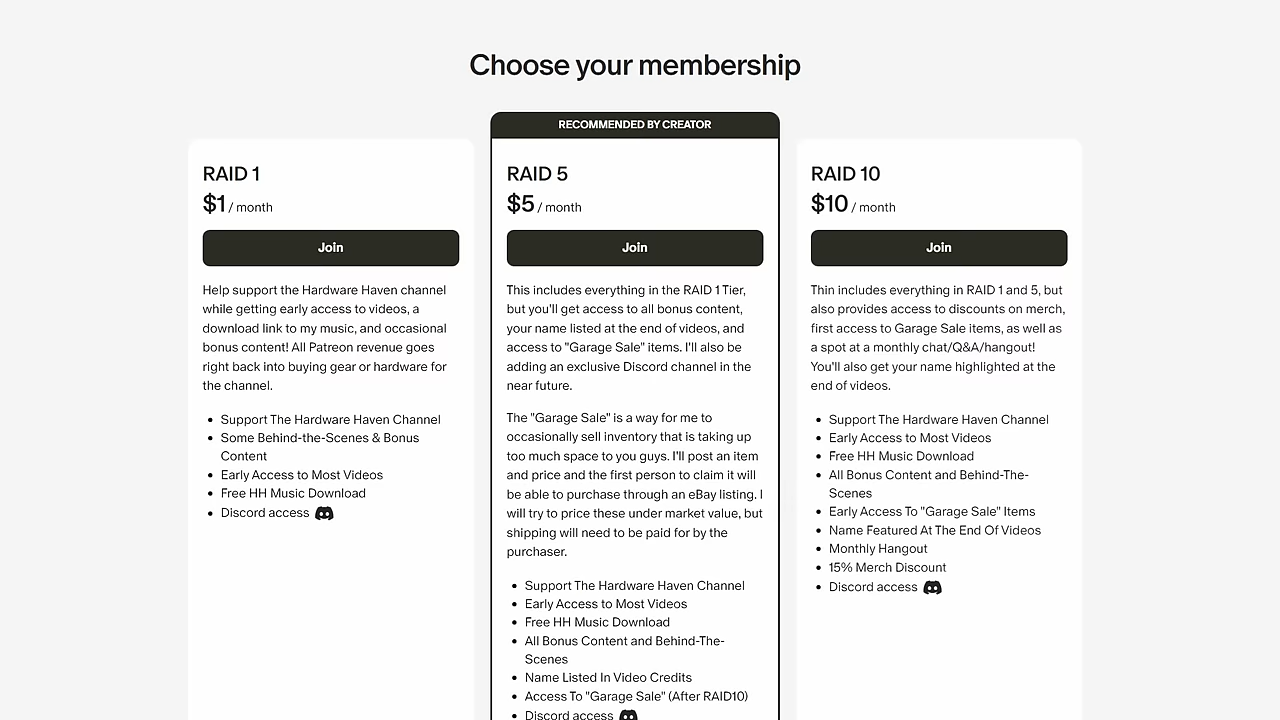 Choose your membership
RAID 1
$1 / month
Join
Help support the Hardware Haven channel
while getting early access to videos, a
download link to my music, and occasional
bonus content! All Patreon revenue goes
right back into buying gear or hardware for
the channel.
Support The Hardware Haven Channel
Some Behind-the-Scenes & Bonus
Content
Early Access to Most Videos
Free HH Music Download
Discord access
RECOMMENDED BY CREATOR
RAID 5
$5 / month
Join
This includes everything in the RAID 1 Tier,
but you'll get access to all bonus content,
your name listed at the end of videos, and
access to "Garage Sale" items. I'll also be
adding an exclusive Discord channel in the
near future.
The "Garage Sale" is a way for me to
occasionally sell inventory that is taking up
too much space to you guys. I'll post an item
and price and the first person to claim it will
be able to purchase through an eBay listing. I
will try to price these under market value, but
shipping will need to be paid for by the
purchaser.
Support The Hardware Haven Channel
Early Access to Most Videos
Free HH Music Download
All Bonus Content and Behind-The-
Scenes
Name Listed In Video Credits
Access To "Garage Sale" (After RAID10)
Discord access
RAID 10
$10 / month
Join
Thin includes everything in RAID 1 and 5, but
also provides access to discounts on merch,
first access to Garage Sale items, as well as
a spot at a monthly chat/Q&A/hangout!
You'll also get your name highlighted at the
end of videos.
Support The Hardware Haven Channel
Early Access to Most Videos
Free HH Music Download
All Bonus Content and Behind-The-
Scenes
Early Access To "Garage Sale" Items
Name Featured At The End Of Videos
Monthly Hangout
15% Merch Discount
Discord access